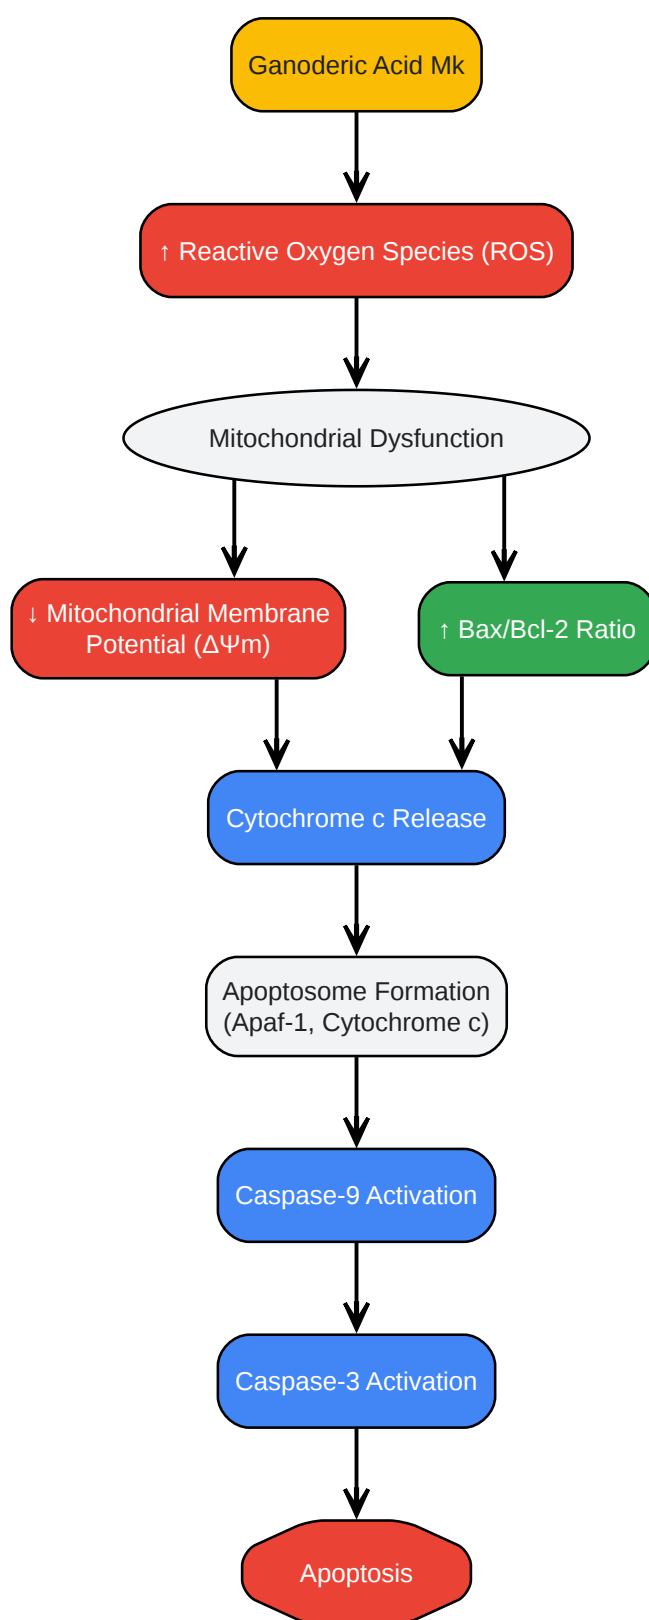 Ganoderic Acid Mk
↑ Reactive Oxygen Species (ROS)
Mitochondrial Dysfunction
↓ Mitochondrial Membrane
Potential (ΔΨm)
↑ Bax/Bcl-2 Ratio
Cytochrome c Release
Apoptosome Formation
(Apaf-1, Cytochrome c)
Caspase-9 Activation
Caspase-3 Activation
Apoptosis